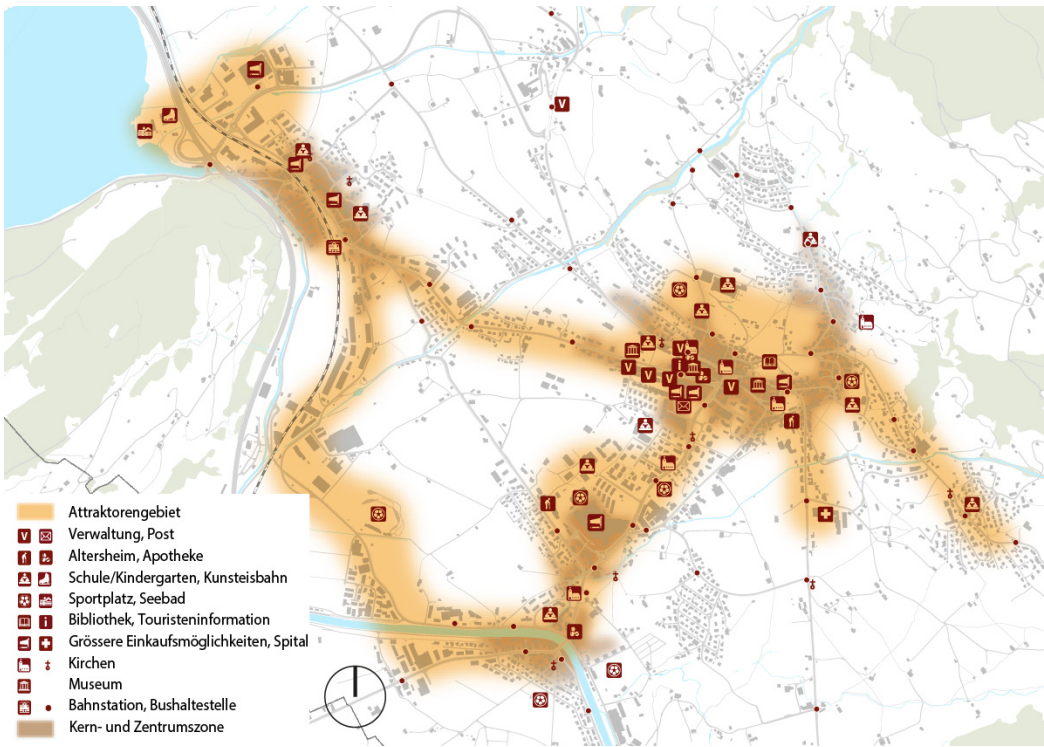 Attraktorengebiet
V Verwaltung, Post
Altersheim, Apotheke
Schule/Kindergarten, Kunsteisbahn
Sportplatz, Seebad
i Bibliothek, Touristeninformation
Grössere Einkaufsmöglichkeiten, Spital
Kirchen
Museum
Bahnstation, Bushaltestelle
Kern- und Zentrumszone